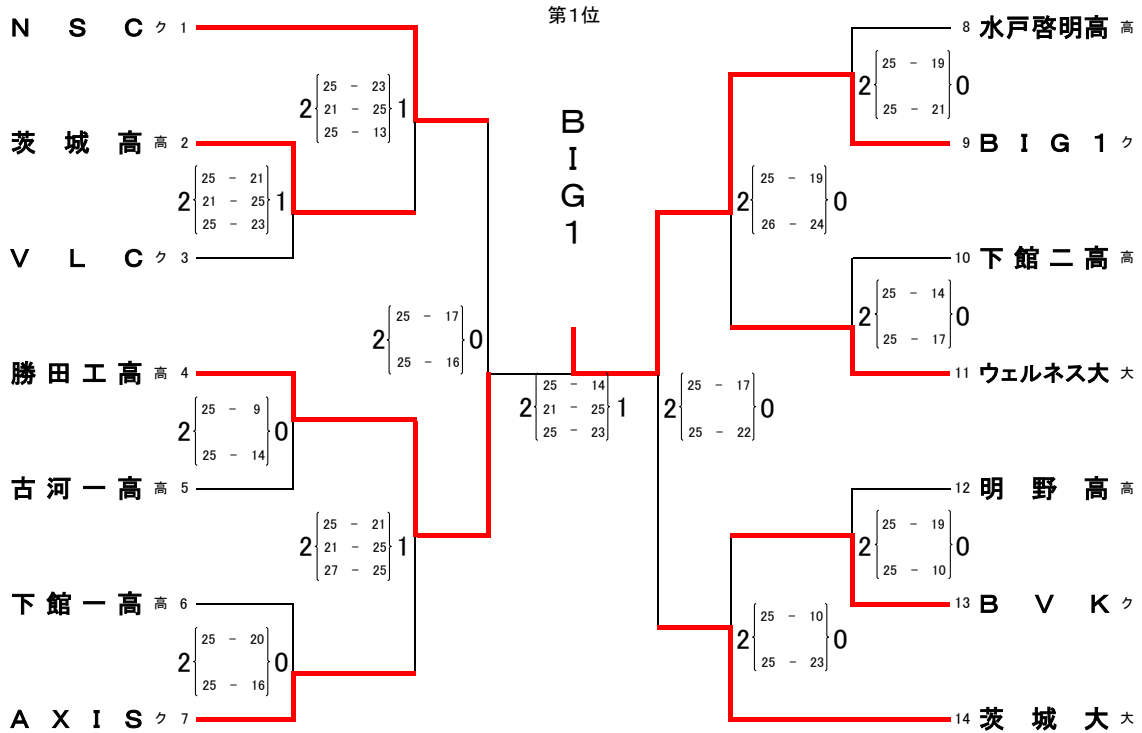 第1位
BIG1
NSC ク 1
茨城高 高 2
VLC ク 3
勝田工高 高 4
古河一高 高 5
下館一高 高 6
AXIS ク 7
2 25 - 23 1
21 - 25
25 - 13
2 25 - 21 1
21 - 25
25 - 23
2 25 - 17 0
25 - 16
2 25 - 9 0
25 - 14
2 25 - 21 1
21 - 25
27 - 25
2 25 - 20 0
25 - 16
2 25 - 14 1
21 - 25
25 - 23
8 水戸啓明高 高
9 BIG1 ク
10 下館二高 高
11 ウェルネス大 大
12 明野高 高
13 BVK ク
14 茨城大 大
2 25 - 19 0
25 - 21
2 25 - 19 0
26 - 24
2 25 - 14 0
25 - 17
2 25 - 17 0
25 - 22
2 25 - 19 0
25 - 10
2 25 - 10 0
25 - 23